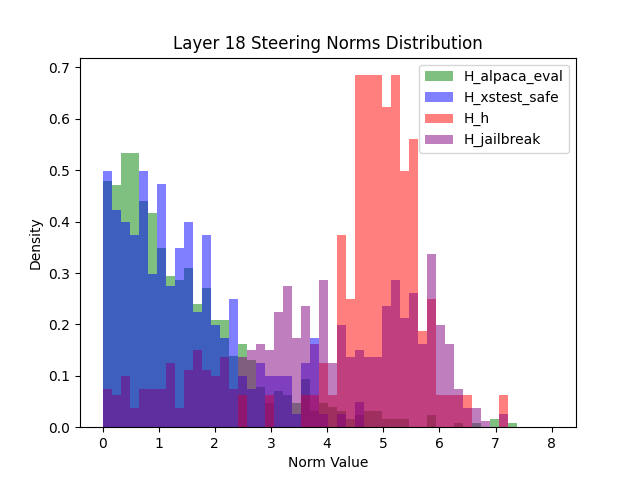 Layer 18 Steering Norms Distribution
H_alpaca_eval
H_xstest_safe
H_h
H_jailbreak
Density
0.7
0.6
0.5
0.4
0.3
0.2
0.1
0.0
0 1 2 3 4 5 6 7 8
Norm Value